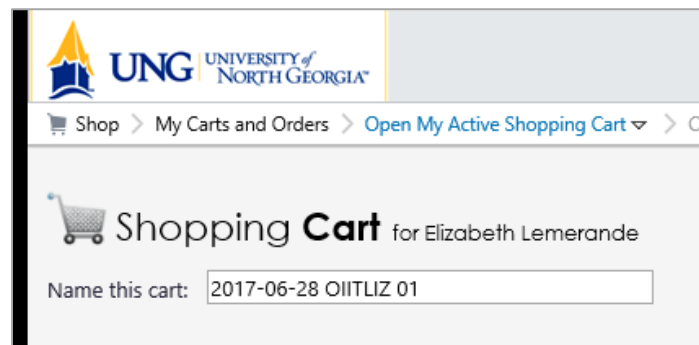 UNG UNIVERSITY of
NORTH GEORGIA™
Shop > My Carts and Orders > Open My Active Shopping Cart >
Shopping Cart for Elizabeth Lemerande
Name this cart: 2017-06-28 OIITLIZ 01